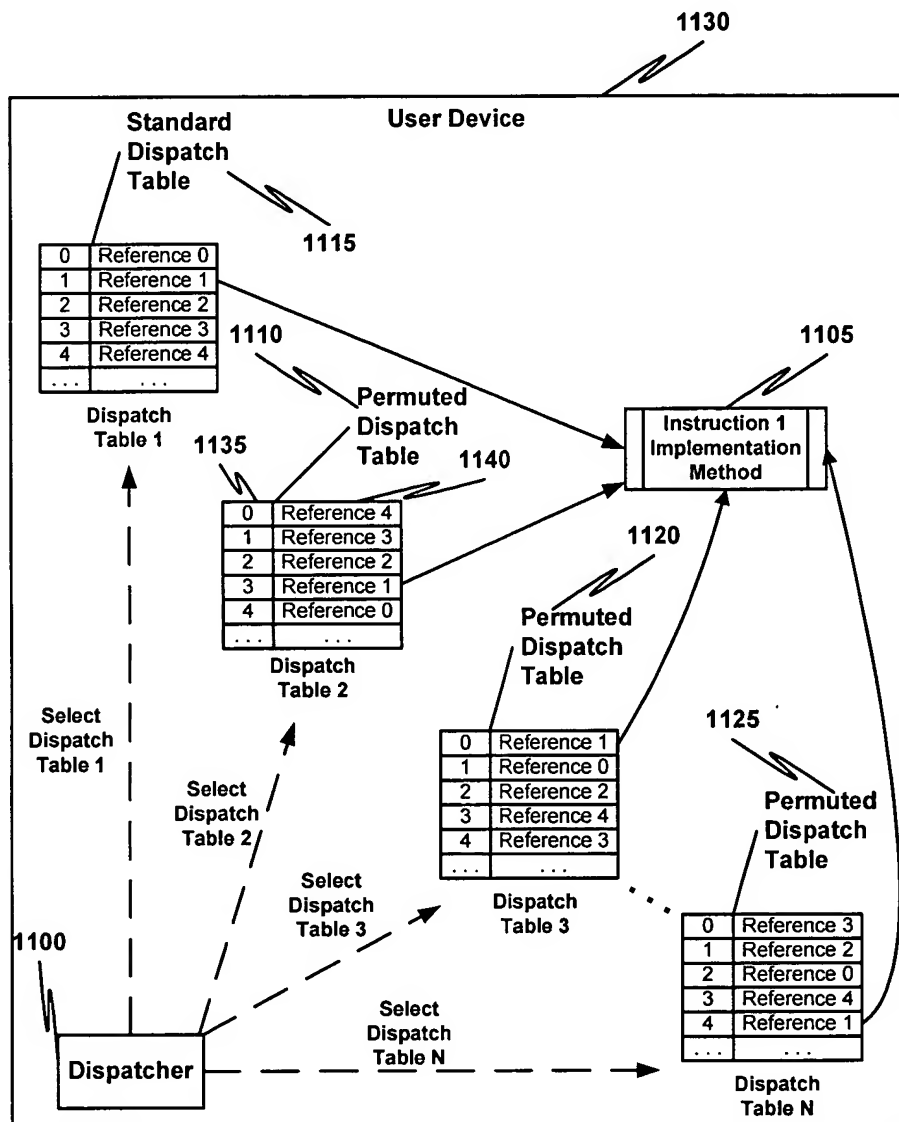 1130
User Device
Standard
Dispatch
Table
1115
0 Reference 0
1 Reference 1
2 Reference 2
3 Reference 3
4 Reference 4
. . . . . .
Dispatch
Table 1
1110
Permuted
Dispatch
Table
1105
Instruction 1
Implementation
Method
1135
1140
0 Reference 4
1 Reference 3
2 Reference 2
3 Reference 1
4 Reference 0
. . . . . .
Dispatch
Table 2
1120
Permuted
Dispatch
Table
0 Reference 1
1 Reference 0
2 Reference 2
3 Reference 4
4 Reference 3
. . . . . .
Dispatch
Table 3
1125
Permuted
Dispatch
Table
0 Reference 3
1 Reference 2
2 Reference 0
3 Reference 4
4 Reference 1
. . . . . .
Dispatch
Table N
Select
Dispatch
Table 1
Select
Dispatch
Table 2
Select
Dispatch
Table 3
Select
Dispatch
Table N
1100
Dispatcher